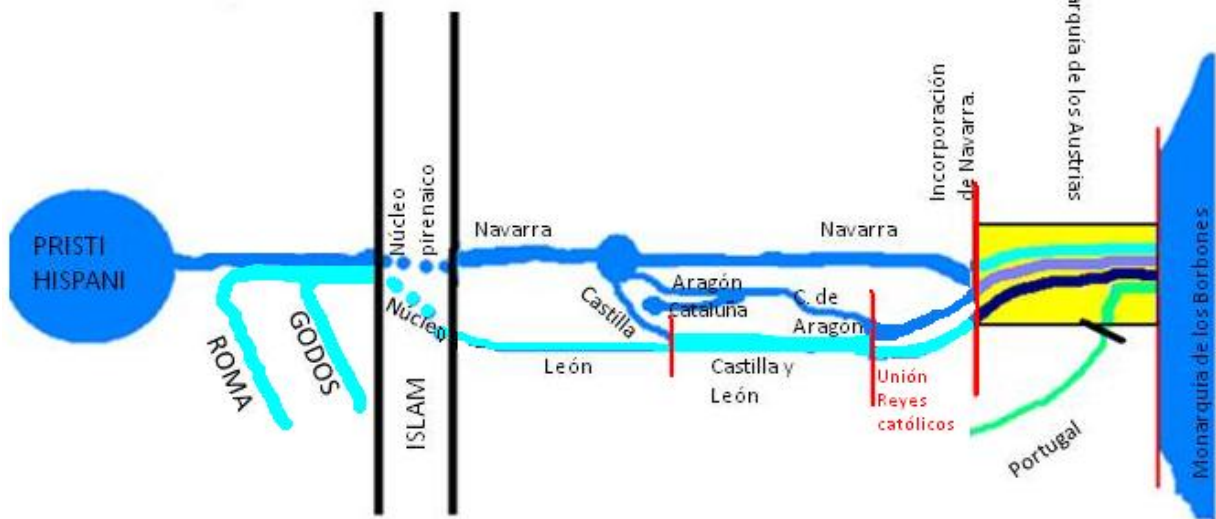 PRISTI
HISPANI
ROMA
GODOS
ISLAM
Núcleo
pirenaico
Núcleo
Navarra
León
Castilla
Aragón
Cataluña
C. de
Aragón
Navarra
Castilla y
León
Unión
Reyes
católicos
Incorporación
de Navarra.
arquía de los Austrias
Portugal
Monarquía de los Borbones